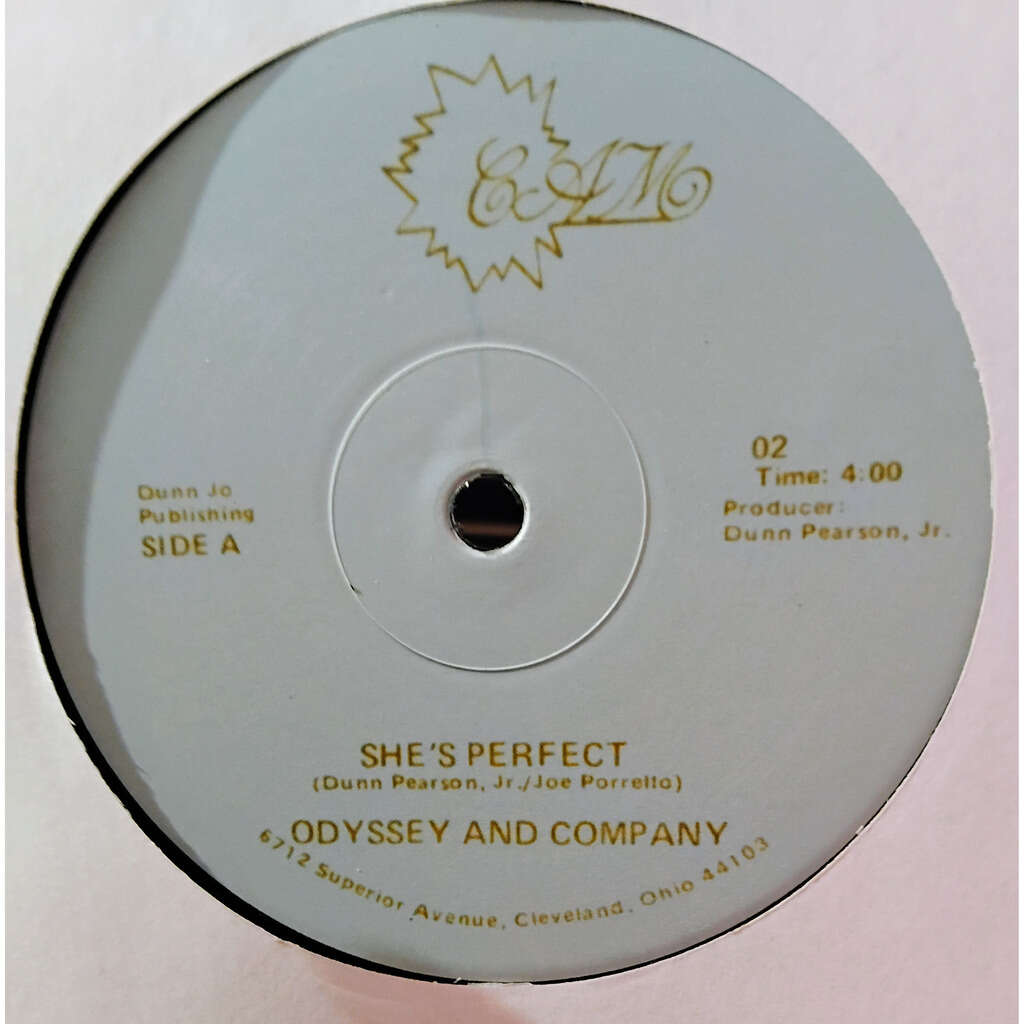 EAM
Dunn Jo
Publishing
SIDE A
02
Time: 4:00
Producer:
Dunn Pearson, Jr.
SHE'S PERFECT
(Dunn Pearson, Jr./Joe Porrello)
ODYSSEY AND COMPANY
6712 Superior Avenue, Cleveland, Ohio 44103